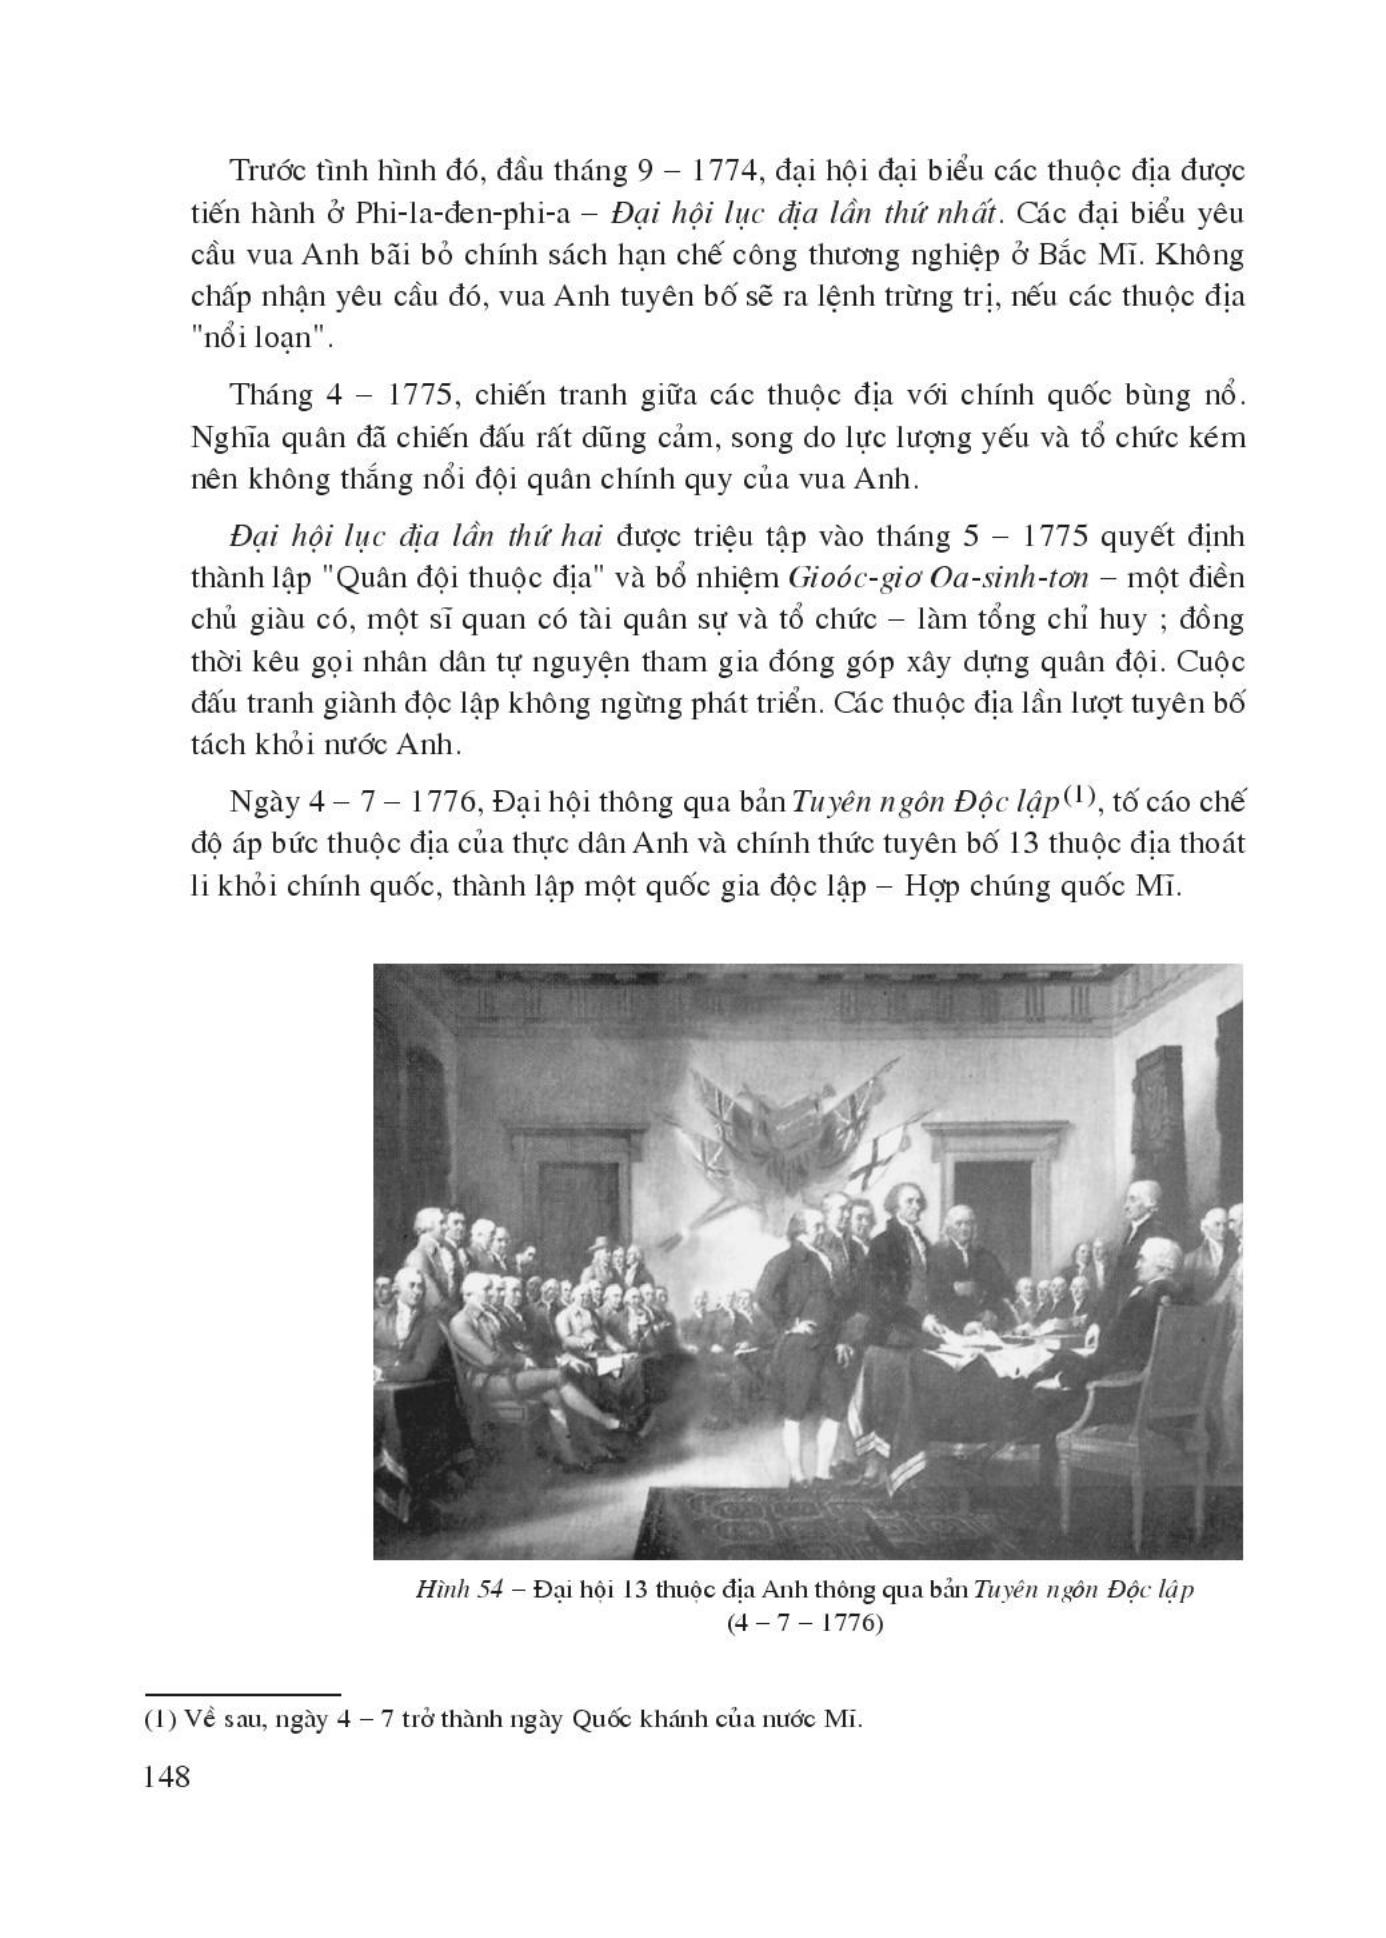 Trước tình hình đó, đầu tháng 9 – 1774, đại hội đại biểu các thuộc địa được
tiến hành ở Phi-la-đen-phi-a – Đại hội lục địa lần thứ nhất. Các đại biểu yêu
cầu vua Anh bãi bỏ chính sách hạn chế công thương nghiệp ở Bắc Mĩ. Không
chấp nhận yêu cầu đó, vua Anh tuyên bố sẽ ra lệnh trừng trị, nếu các thuộc địa
"nổi loạn".
Tháng 4 – 1775, chiến tranh giữa các thuộc địa với chính quốc bùng nổ.
Nghĩa quân đã chiến đấu rất dũng cảm, song do lực lượng yếu và tổ chức kém
nên không thắng nổi đội quân chính quy của vua Anh.
Đại hội lục địa lần thứ hai được triệu tập vào tháng 5 – 1775 quyết định
thành lập "Quân đội thuộc địa" và bổ nhiệm Gioóc-giơ Oa-sinh-tơn – một điền
chủ giàu có, một sĩ quan có tài quân sự và tổ chức – làm tổng chỉ huy ; đồng
thời kêu gọi nhân dân tự nguyện tham gia đóng góp xây dựng quân đội. Cuộc
đấu tranh giành độc lập không ngừng phát triển. Các thuộc địa lần lượt tuyên bố
tách khỏi nước Anh.
Ngày 4 – 7 – 1776, Đại hội thông qua bản Tuyên ngôn Độc lập(1), tố cáo chế
độ áp bức thuộc địa của thực dân Anh và chính thức tuyên bố 13 thuộc địa thoát
li khỏi chính quốc, thành lập một quốc gia độc lập – Hợp chúng quốc Mĩ.
Hình 54 – Đại hội 13 thuộc địa Anh thông qua bản Tuyên ngôn Độc lập
(4 – 7 – 1776)
(1) Về sau, ngày 4 – 7 trở thành ngày Quốc khánh của nước Mĩ.
148